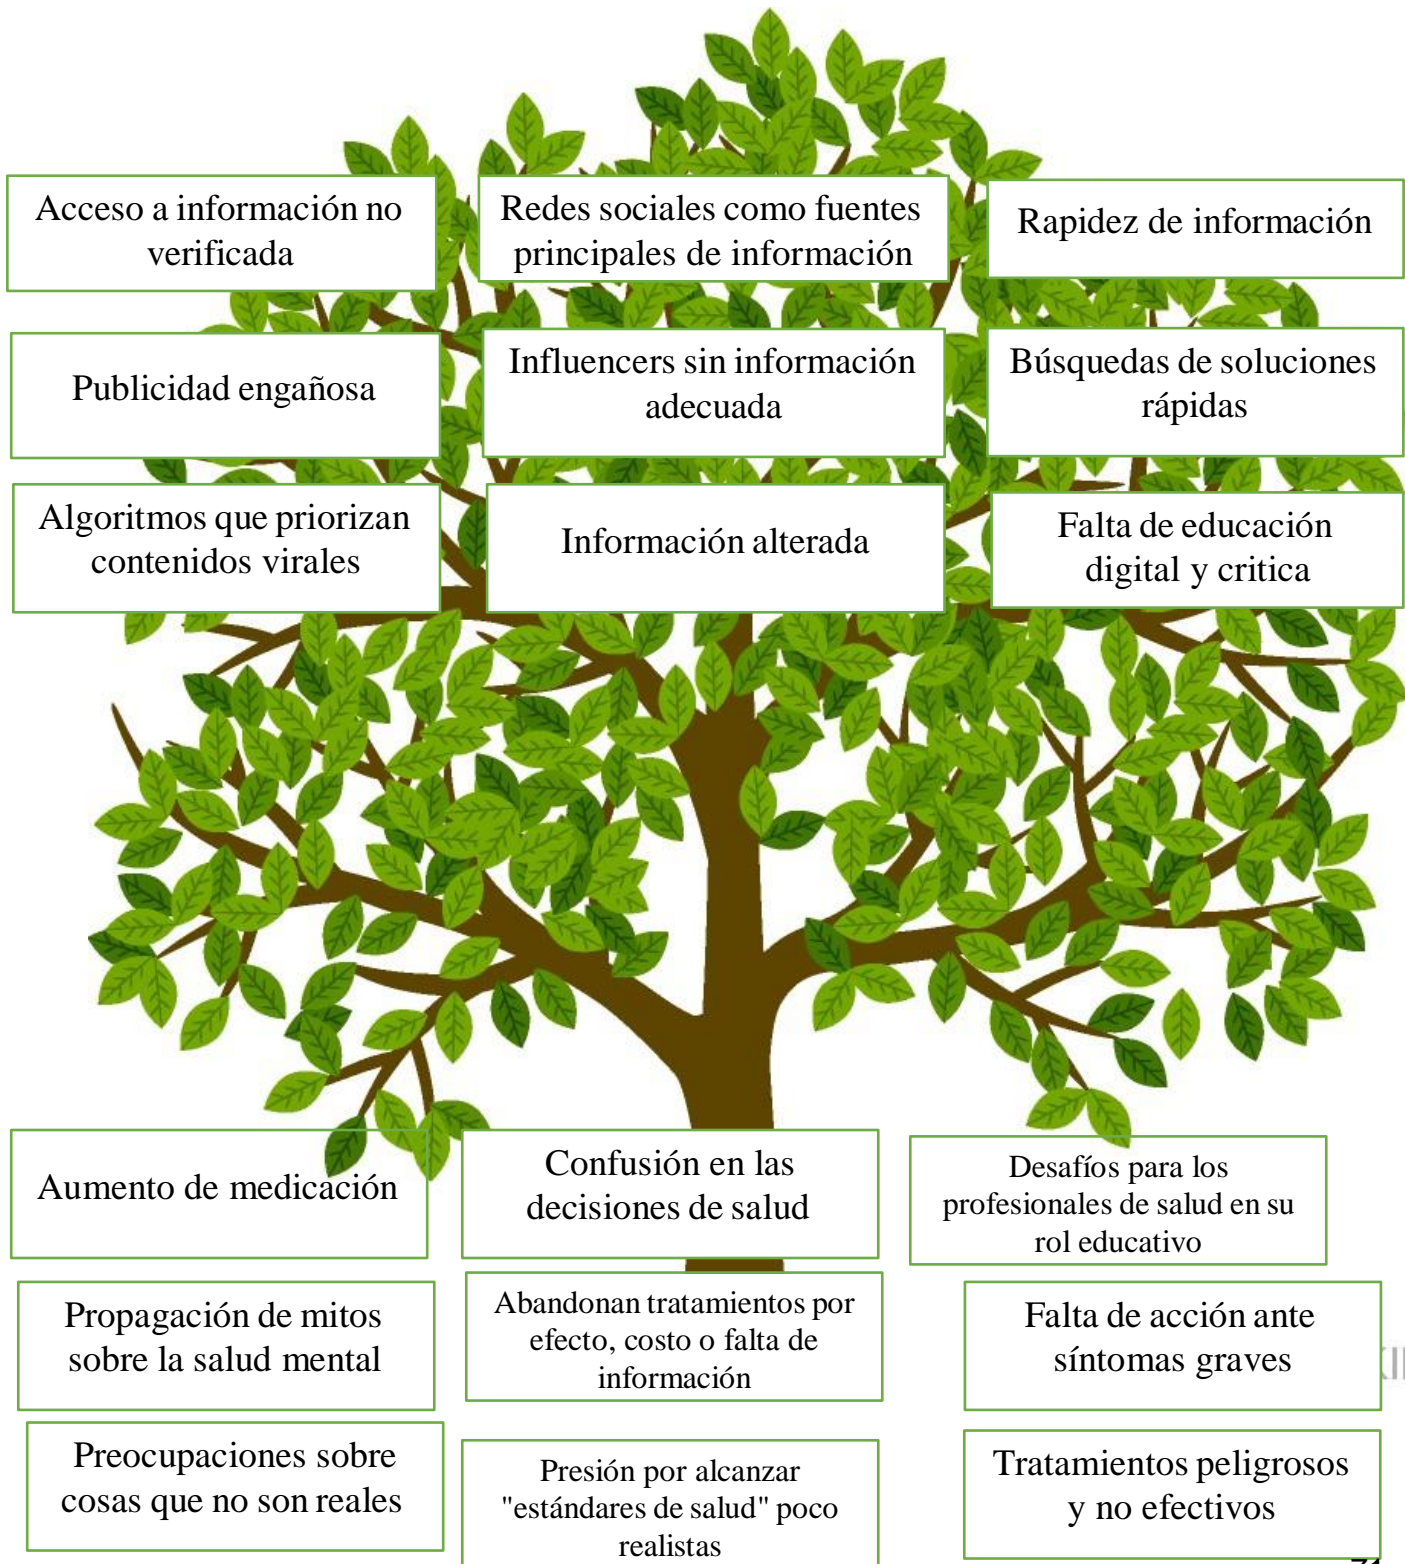 Acceso a información no
verificada
Redes sociales como fuentes
principales de información
Rapidez de información
Publicidad engañosa
Influencers sin información
adecuada
Búsquedas de soluciones
rápidas
Algoritmos que priorizan
contenidos virales
Información alterada
Falta de educación
digital y critica
Aumento de medicación
Confusión en las
decisiones de salud
Desafíos para los
profesionales de salud en su
rol educativo
Propagación de mitos
sobre la salud mental
Abandonan tratamientos por
efecto, costo o falta de
información
Falta de acción ante
síntomas graves
Preocupaciones sobre
cosas que no son reales
Presión por alcanzar
"estándares de salud" poco
realistas
Tratamientos peligrosos
y no efectivos